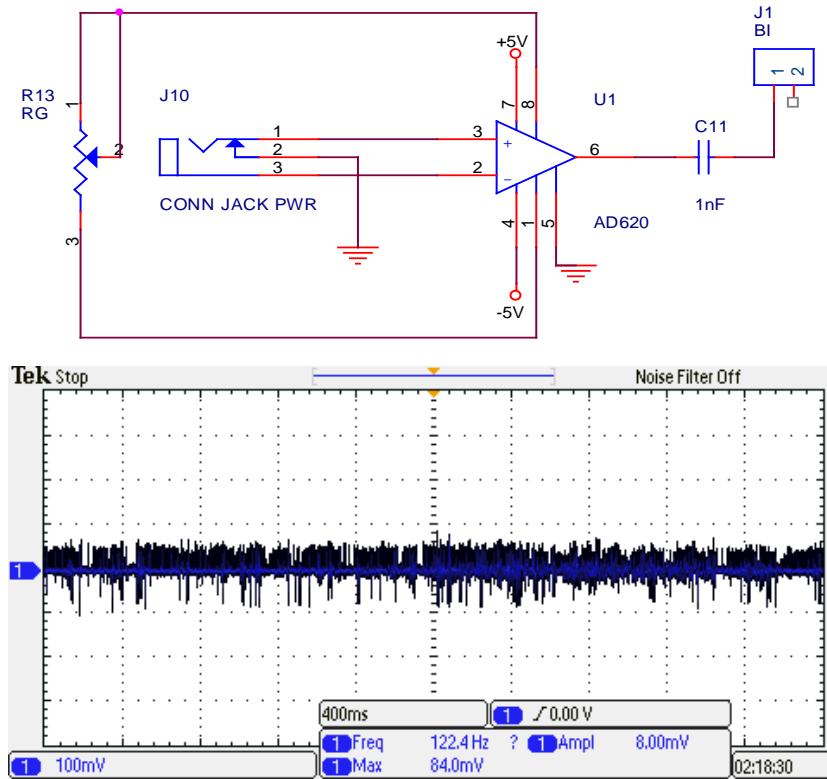 J1
BI
1 2
+5V
R13
RG
J10
U1
1
2
3
7
8
C11
1
2
3
3
2
+
-
6
CONN JACK PWR
1nF
4
1
5
AD620
-5V
Tek Stop
Noise Filter Off
1
400ms
1 0.00 V
1 Freq 122.4 Hz ? 1 Ampl 8.00mV
1 Max 84.0mV
1 100mV
02:18:30